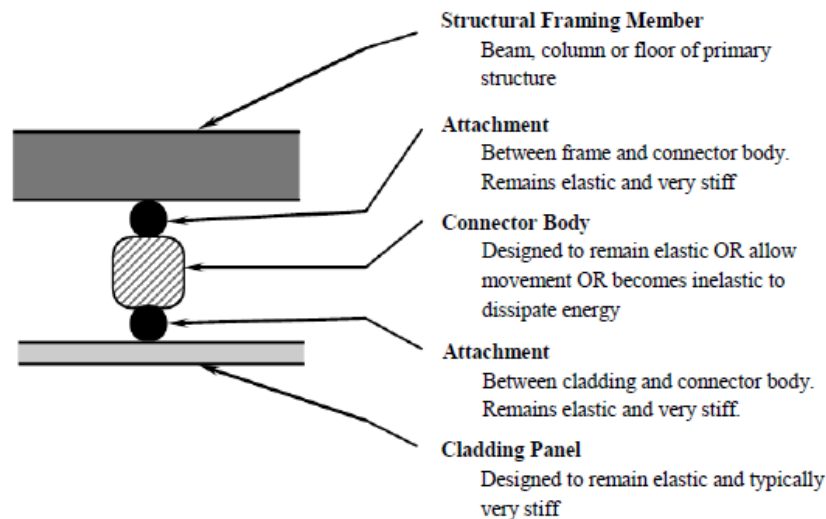 Structural Framing Member
Beam, column or floor of primary
structure
Attachment
Between frame and connector body.
Remains elastic and very stiff
Connector Body
Designed to remain elastic OR allow
movement OR becomes inelastic to
dissipate energy
Attachment
Between cladding and connector body.
Remains elastic and very stiff.
Cladding Panel
Designed to remain elastic and typically
very stiff